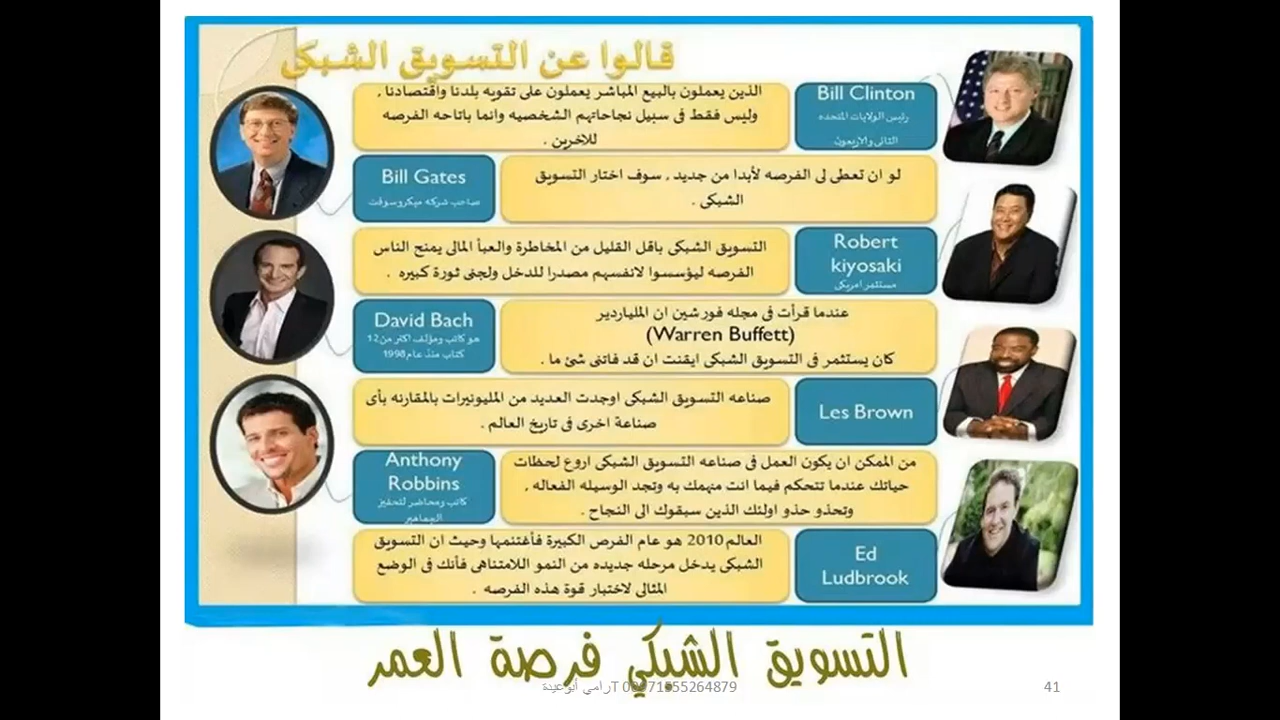 قالوا عن التسويق الشبكى
Bill Clinton
رئيس الولايات المتحده
الثانى والاربعون
الذين يعملون بالبيع المباشر يعملون على تقويه بلدنا واقتصادنا ,
وليس فقط فى سبيل نجاحاتهم الشخصيه وانما باتاحه الفرصه
للاخرين .
Bill Gates
صاحب شركه ميكروسوفت
لو ان تعطى لى الفرصه لأبدا من جديد , سوف اختار التسويق
الشبكى .
Robert
kiyosaki
مستثمر امريكى
التسويق الشبكى باقل القليل من المخاطرة والعبأ المالى يمنح الناس
الفرصه ليؤسسوا لانفسهم مصدرا للدخل ولجنى ثورة كبيره .
David Bach
هو كاتب ومؤلف اكثر من 12
كتاب منذ عام 1998
عندما قرأت فى مجله فورشين ان الملياردير
(Warren Buffett)
كان يستثمر فى التسويق الشبكى ايقنت ان قد فاتنى شئ ما .
Les Brown
صناعه التسويق الشبكى اوجدت العديد من المليونيرات بالمقارنه بأى
صناعة اخرى فى تاريخ العالم .
Anthony
Robbins
كاتب ومحاضر لتحفيز
الجماهير
من الممكن ان يكون العمل فى صناعه التسويق الشبكى اروع لحظات
حياتك عندما تتحكم فيما انت منهمك به وتجد الوسيله الفعاله ,
وتحذو حذو اولئك الذين سبقوك الى النجاح .
Ed
Ludbrook
العالم 2010 هو عام الفرص الكبيرة فأغتنمها وحيث ان التسويق
الشبكى يدخل مرحله جديده من النمو اللامتناهى فأنك فى الوضع
المثالى لاختبار قوة هذه الفرصه .
التسويق الشبكي فرصة العمر
رامي أبوعيدة T 00971555264879
41